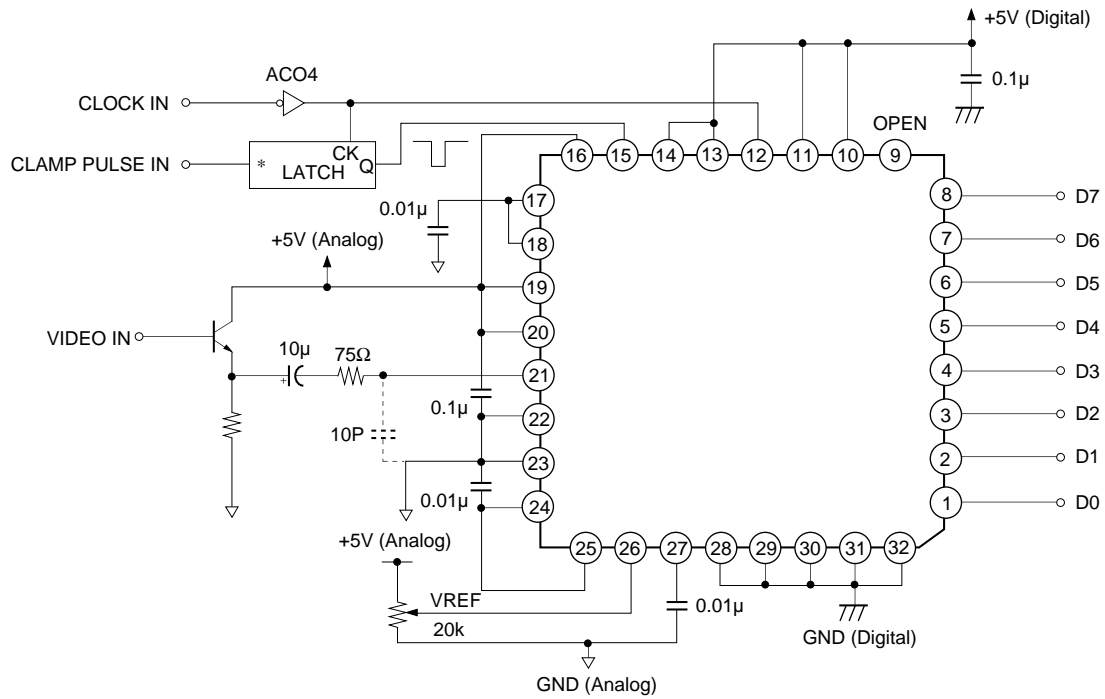 +5V (Digital)
ACO4
0.1µ
CLOCK IN
OPEN
CK
CLAMP PULSE IN
* LATCH Q
16 15 14 13 12 11 10 9
17
8 D7
0.01µ
18
7 D6
+5V (Analog)
19
6 D5
VIDEO IN
20
5 D4
10µ
75Ω
+
21
4 D3
0.1µ
22
3 D2
10P
23
2 D1
0.01µ
24
1 D0
+5V (Analog)
25 26 27 28 29 30 31 32
VREF
0.01µ
20k
GND (Digital)
GND (Analog)